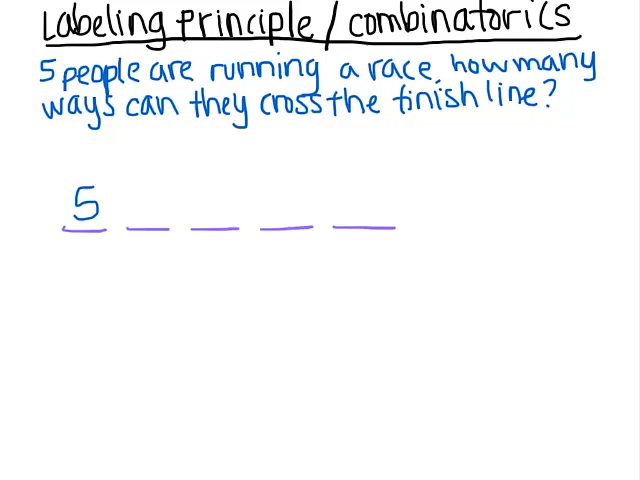 Labeling Principle / combinatorics
5 people are running a race. how many
ways can they cross the finish line?
5